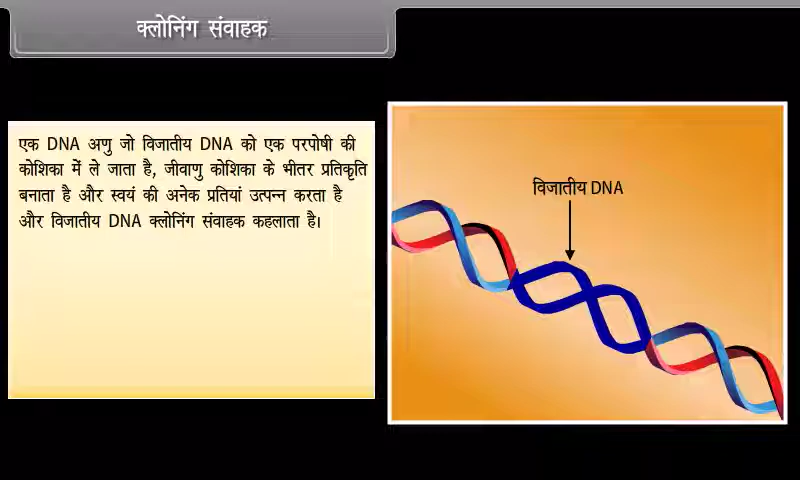 क्लोनिंग संवाहक
एक DNA अणु जो विजातीय DNA को एक परपोषी की
कोशिका में ले जाता है, जीवाणु कोशिका के भीतर प्रतिकृति
बनाता है और स्वयं की अनेक प्रतियां उत्पन्न करता है
और विजातीय DNA क्लोनिंग संवाहक कहलाता है।
विजातीय DNA